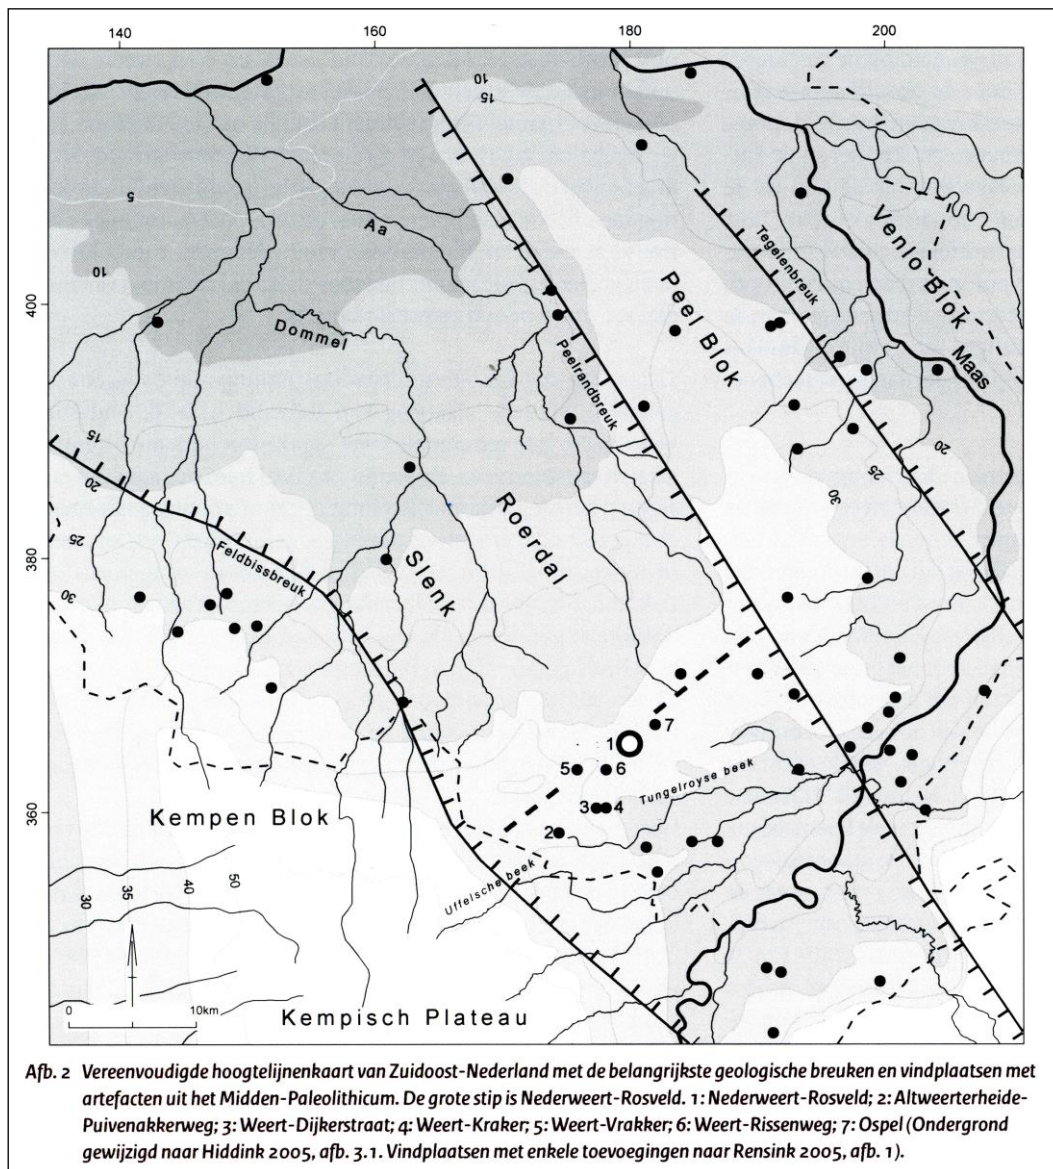 140 160 180 200
10
15
5
Aa
10
Venlo Blok
Tegelenbreuk
400
Peel Blok
Dommel
Maas
Peelrandbreuk
15
20
20
25
30
Roerdal
Slenk
25
380
Feldbissbreuk
30
7
1
5 6
Tungelroyse beek
3 4
360
Kempen Blok
2
Uffelsche beek
50
40
35
30
0 10km
Kempisch Plateau
Afb. 2 Vereenvoudigde hoogtelijnenkaart van Zuidoost-Nederland met de belangrijkste geologische breuken en vindplaatsen met
artefacten uit het Midden-Paleolithicum. De grote stip is Nederweert-Rosveld. 1: Nederweert-Rosveld; 2: Altweerterheide-
Puivenakkerweg; 3: Weert-Dijkerstraat; 4: Weert-Kraker; 5: Weert-Vrakker; 6: Weert-Rissenweg; 7: Ospel (Ondergrond
gewijzigd naar Hiddink 2005, afb. 3.1. Vindplaatsen met enkele toevoegingen naar Rensink 2005, afb. 1).